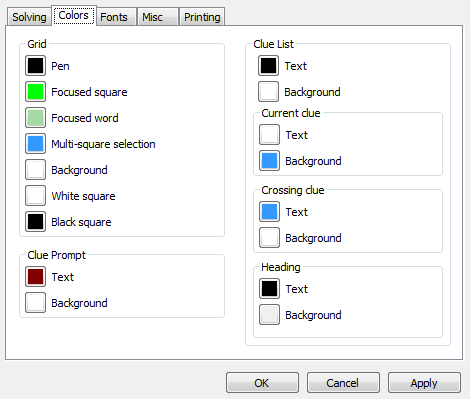 Solving Colors Fonts Misc Printing
Grid
Pen
Focused square
Focused word
Multi-square selection
Background
White square
Black square
Clue Prompt
Text
Background
Clue List
Text
Background
Current clue
Text
Background
Crossing clue
Text
Background
Heading
Text
Background
OK Cancel Apply